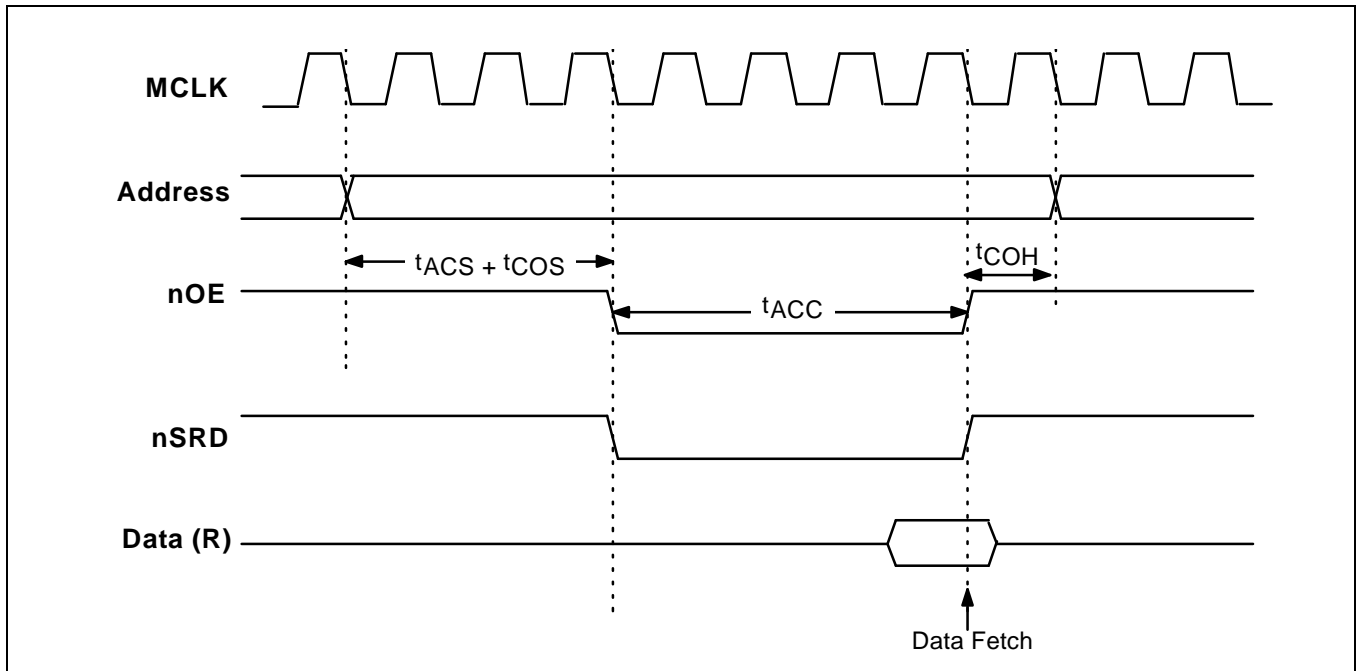 MCLK
Address
tACS + tCOS
tCOH
nOE
tACC
nSRD
Data (R)
Data Fetch